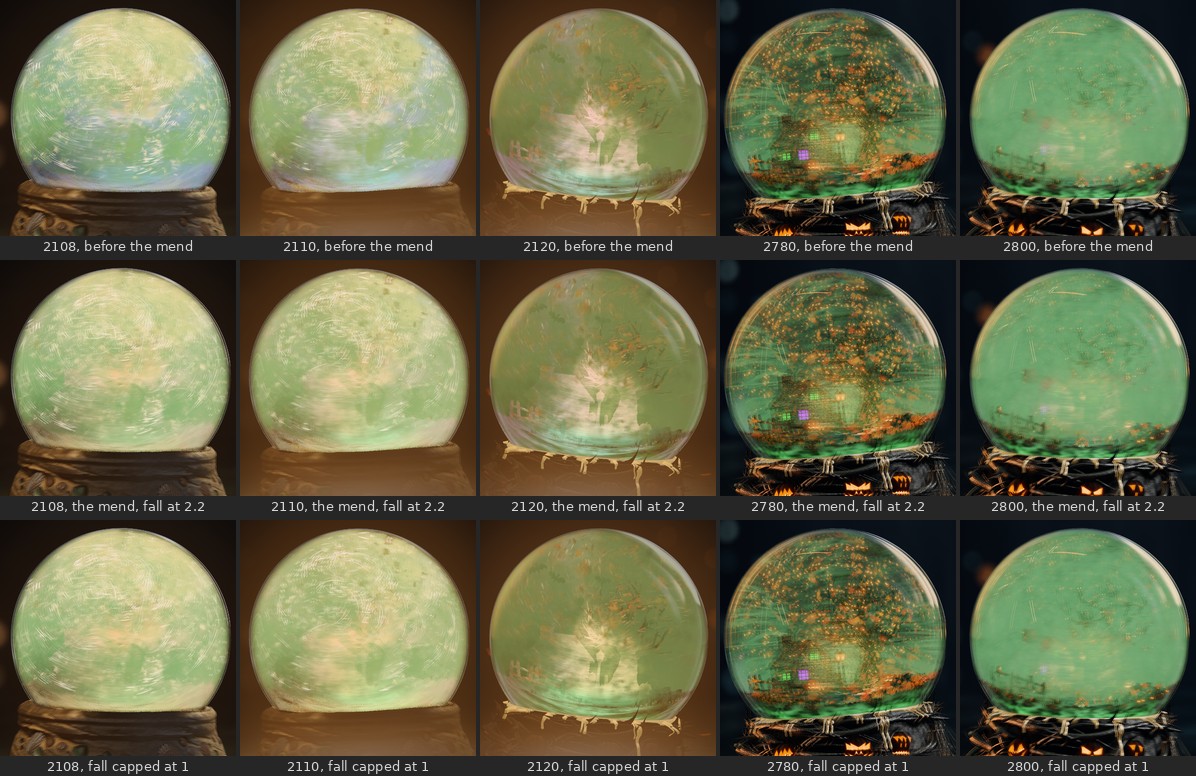 2108, before the mend
2110, before the mend
2120, before the mend
2780, before the mend
2800, before the mend
2108, the mend, fall at 2.2
2110, the mend, fall at 2.2
2120, the mend, fall at 2.2
2780, the mend, fall at 2.2
2800, the mend, fall at 2.2
2108, fall capped at 1
2110, fall capped at 1
2120, fall capped at 1
2780, fall capped at 1
2800, fall capped at 1